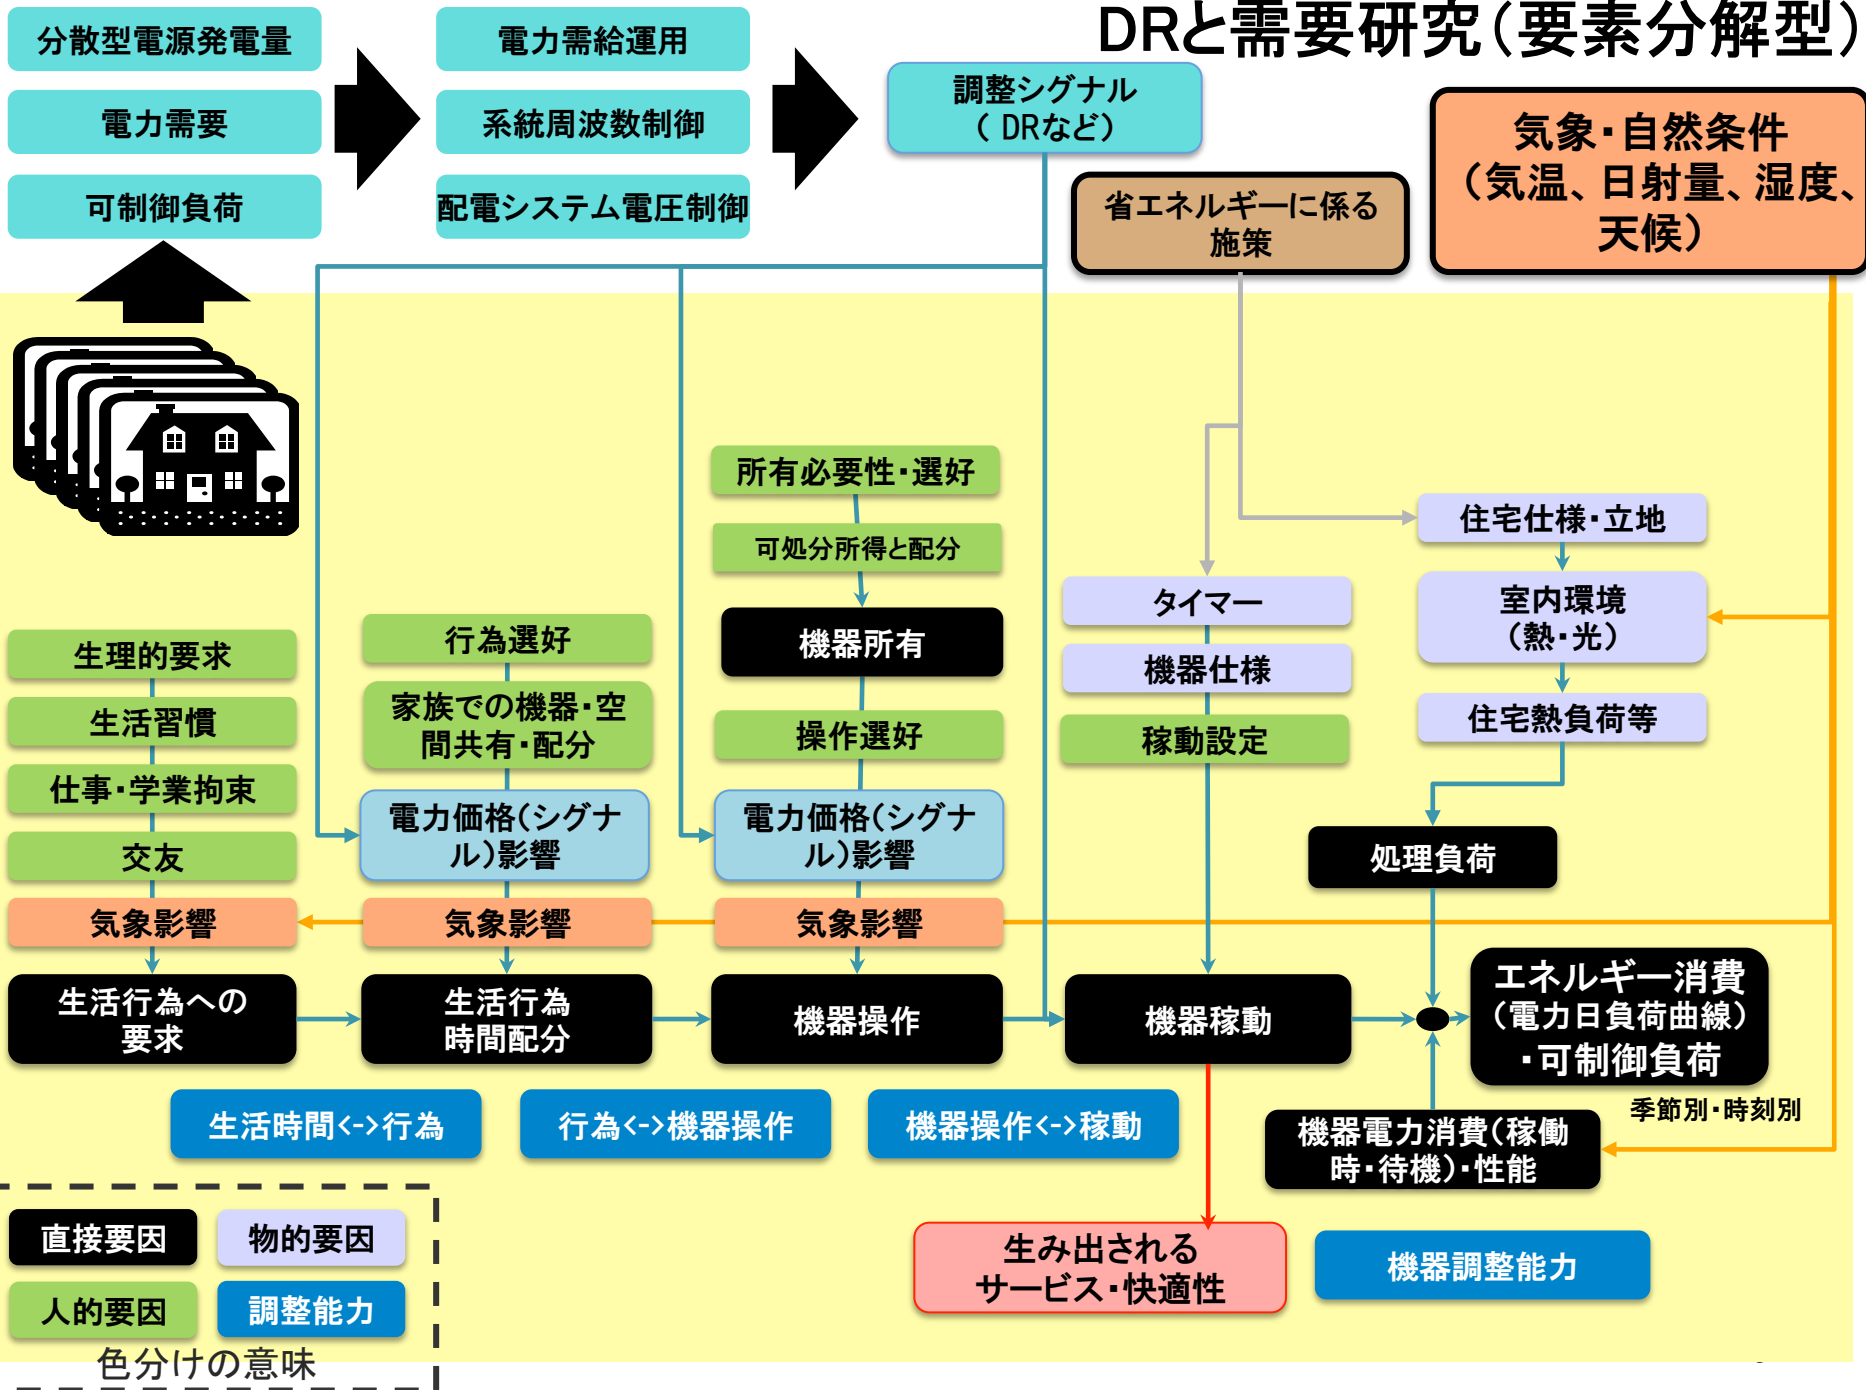 DRと需要研究(要素分解型)
分散型電源発電量
電力需要
可制御負荷
電力需給運用
系統周波数制御
配電システム電圧制御
調整シグナル
( DRなど)
省エネルギーに係る
施策
気象・自然条件
(気温、日射量、湿度、
天候)
所有必要性・選好
可処分所得と配分
機器所有
操作選好
電力価格(シグナ
ル)影響
気象影響
機器操作
行為選好
家族での機器・空
間共有・配分
電力価格(シグナ
ル)影響
気象影響
生活行為
時間配分
生理的要求
生活習慣
仕事・学業拘束
交友
気象影響
生活行為への
要求
タイマー
機器仕様
稼動設定
機器稼動
住宅仕様・立地
室内環境
(熱・光)
住宅熱負荷等
処理負荷
エネルギー消費
(電力日負荷曲線)
・可制御負荷
季節別・時刻別
機器電力消費(稼働
時・待機)・性能
生活時間<->行為
行為<->機器操作
機器操作<->稼動
生み出される
サービス・快適性
機器調整能力
直接要因
物的要因
人的要因
調整能力
色分けの意味